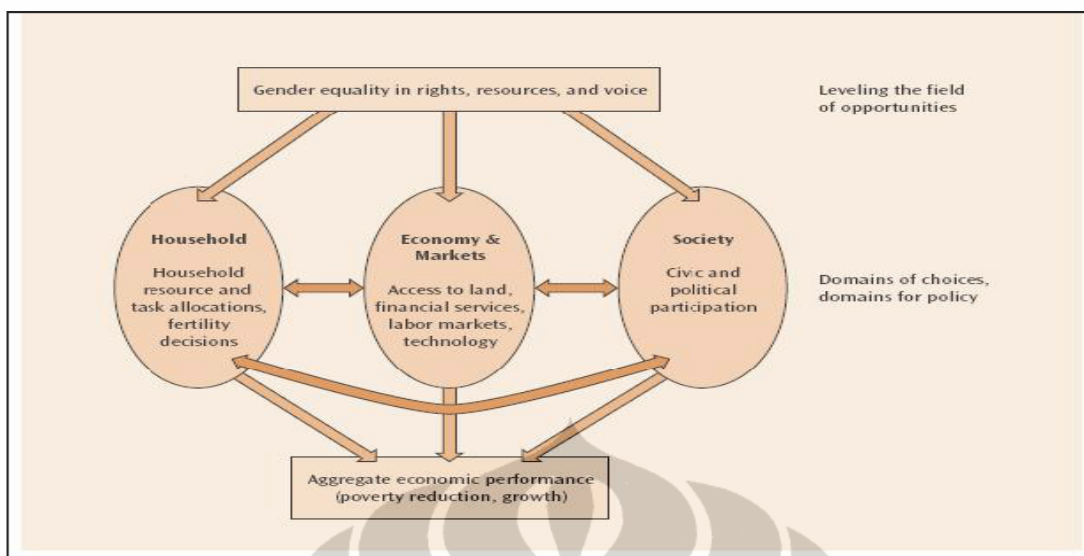 Gender equality in rights, resources, and voice
Leveling the field
of opportunities
Household
Household
resource and
task allocations,
fertility
decisions
Economy &
Markets
Access to land,
financial services,
labor markets,
technology
Society
Civic and
political
participation
Domains of choices,
domains for policy
Aggregate economic performance
(poverty reduction, growth)